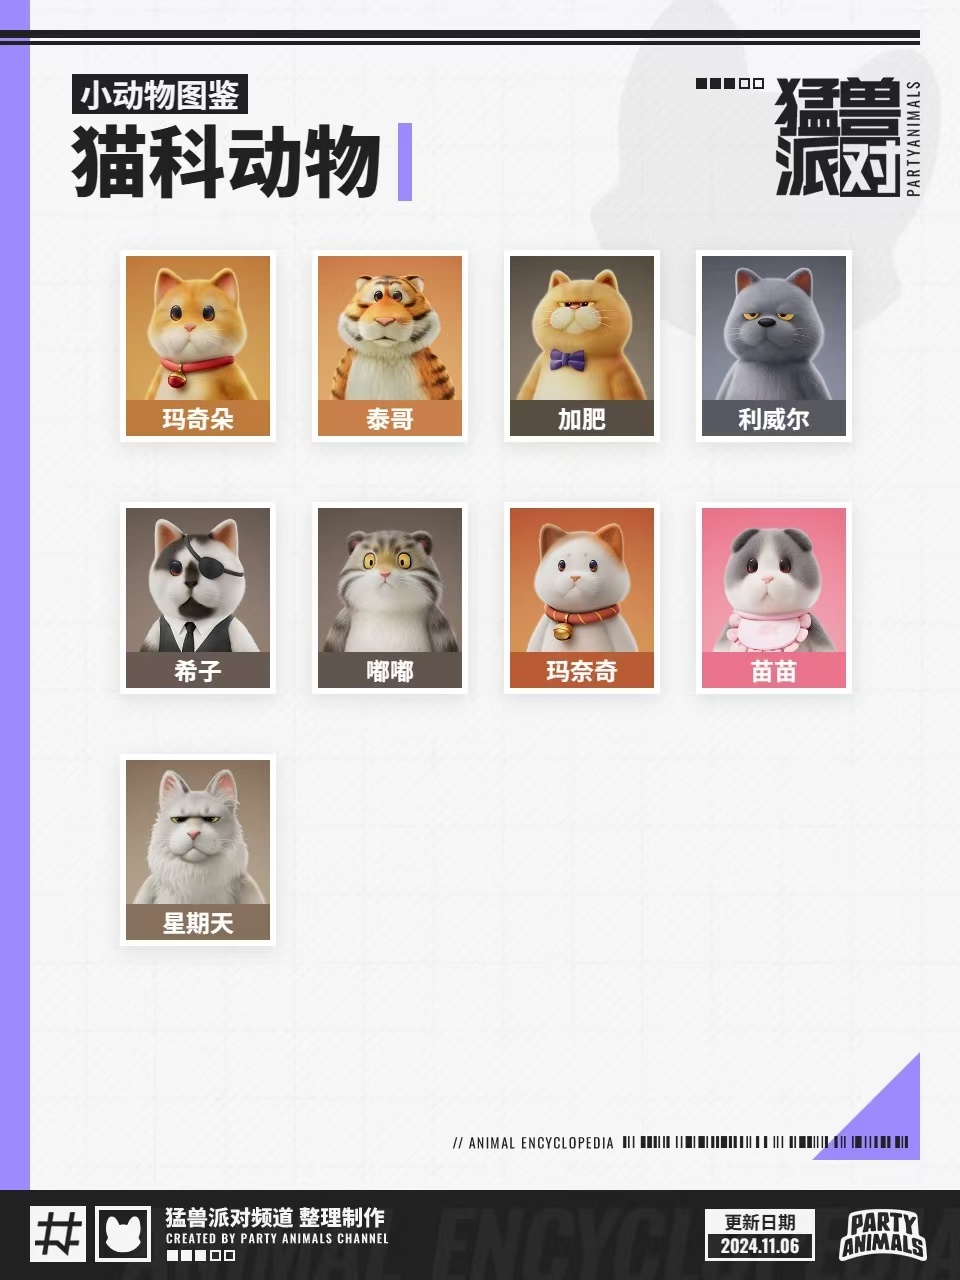 小动物图鉴
猫科动物
猛兽
派对
PARTYANIMALS
玛奇朵
泰哥
加肥
利威尔
希子
嘟嘟
玛奈奇
苗苗
星期天
// ANIMAL ENCYCLOPEDIA
猛兽派对频道 整理制作
CREATED BY PARTY ANIMALS CHANNEL
更新日期
2024.11.06
PARTY
ANIMALS